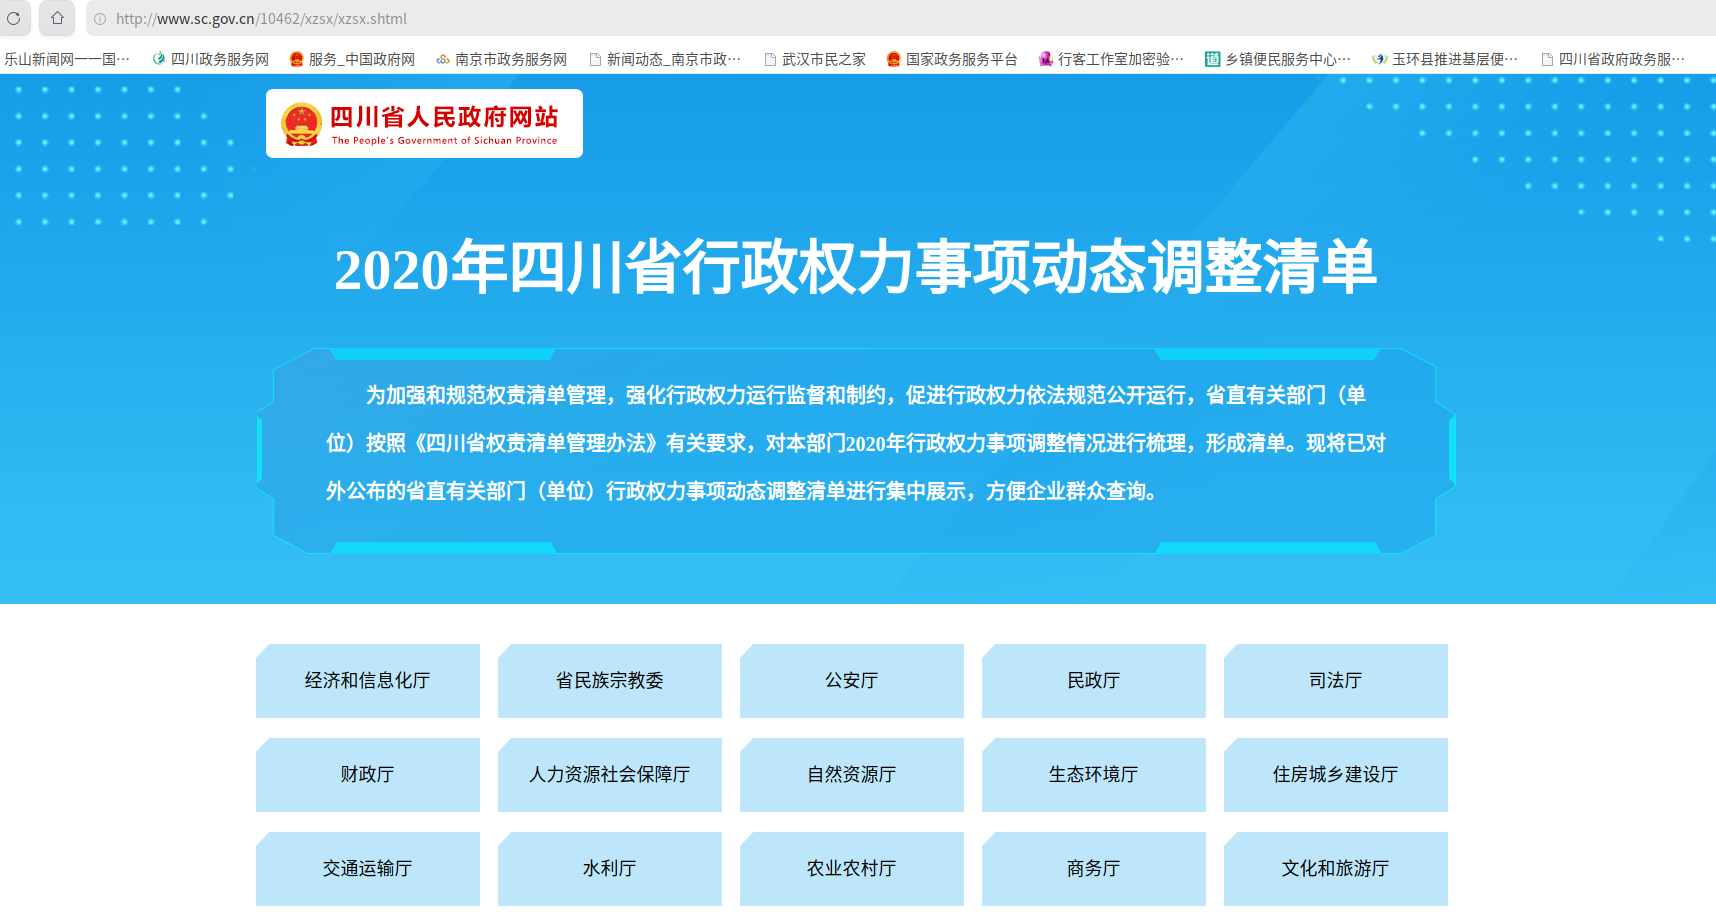 http://www.sc.gov.cn/10462/xzsx/xzsx.shtml
乐山新闻网一一国…
四川政务服务网
服务_中国政府网
南京市政务服务网
新闻动态_南京市政…
武汉市民之家
国家政务服务平台
行客工作室加密验…
乡镇便民服务中心…
玉环县推进基层便…
四川省政府政务服…
四川省人民政府网站
The People's Government of Sichuan Province
2020年四川省行政权力事项动态调整清单
为加强和规范权责清单管理，强化行政权力运行监督和制约，促进行政权力依法规范公开运行，省直有关部门（单
位）按照《四川省权责清单管理办法》有关要求，对本部门2020年行政权力事项调整情况进行梳理，形成清单。现将已对
外公布的省直有关部门（单位）行政权力事项动态调整清单进行集中展示，方便企业群众查询。
经济和信息化厅
省民族宗教委
公安厅
民政厅
司法厅
财政厅
人力资源社会保障厅
自然资源厅
生态环境厅
住房城乡建设厅
交通运输厅
水利厅
农业农村厅
商务厅
文化和旅游厅